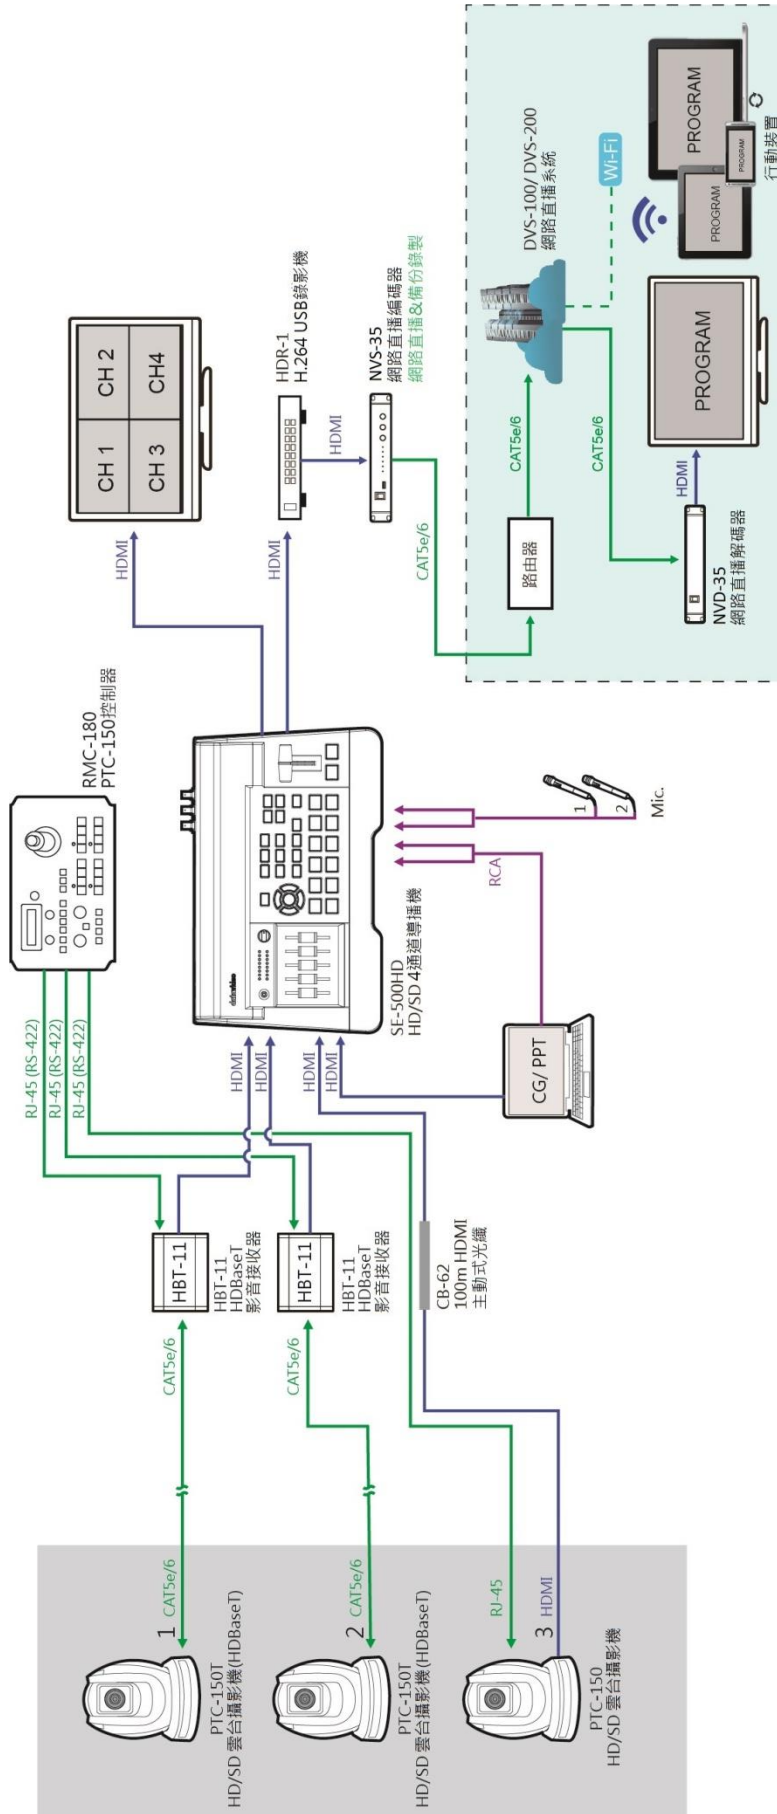 1
CAT5e/6
PTC-150T
HD/SD 雲台攝影機(HDBaseT)
2
CAT5e/6
PTC-150T
HD/SD 雲台攝影機(HDBaseT)
RJ-45
3
HDMI
PTC-150
HD/SD 雲台攝影機
CAT5e/6
HBT-11
HBT-11
HDBaseT
影音接收器
CAT5e/6
HBT-11
HBT-11
HDBaseT
影音接收器
CB-62
100m HDMI
主動式光纖
RJ-45 (RS-422)
RJ-45 (RS-422)
RJ-45 (RS-422)
RMC-180
PTC-150控制器
HDMI
HDMI
HDMI
HDMI
datavideo
SE-500HD
HD/SD 4通道導播機
CG/ PPT
RCA
1
2
Mic.
HDMI
CH 1
CH 2
CH 3
CH4
HDMI
HDR-1
H.264 USB錄影機
HDMI
NVS-35
網路直播編碼器
網路直播&備份錄製
CAT5e/6
路由器
CAT5e/6
DVS-100/ DVS-200
網路直播系統
CAT5e/6
Wi-Fi
NVD-35
網路直播解碼器
HDMI
PROGRAM
PROGRAM
PROGRAM
PROGRAM
行動裝置